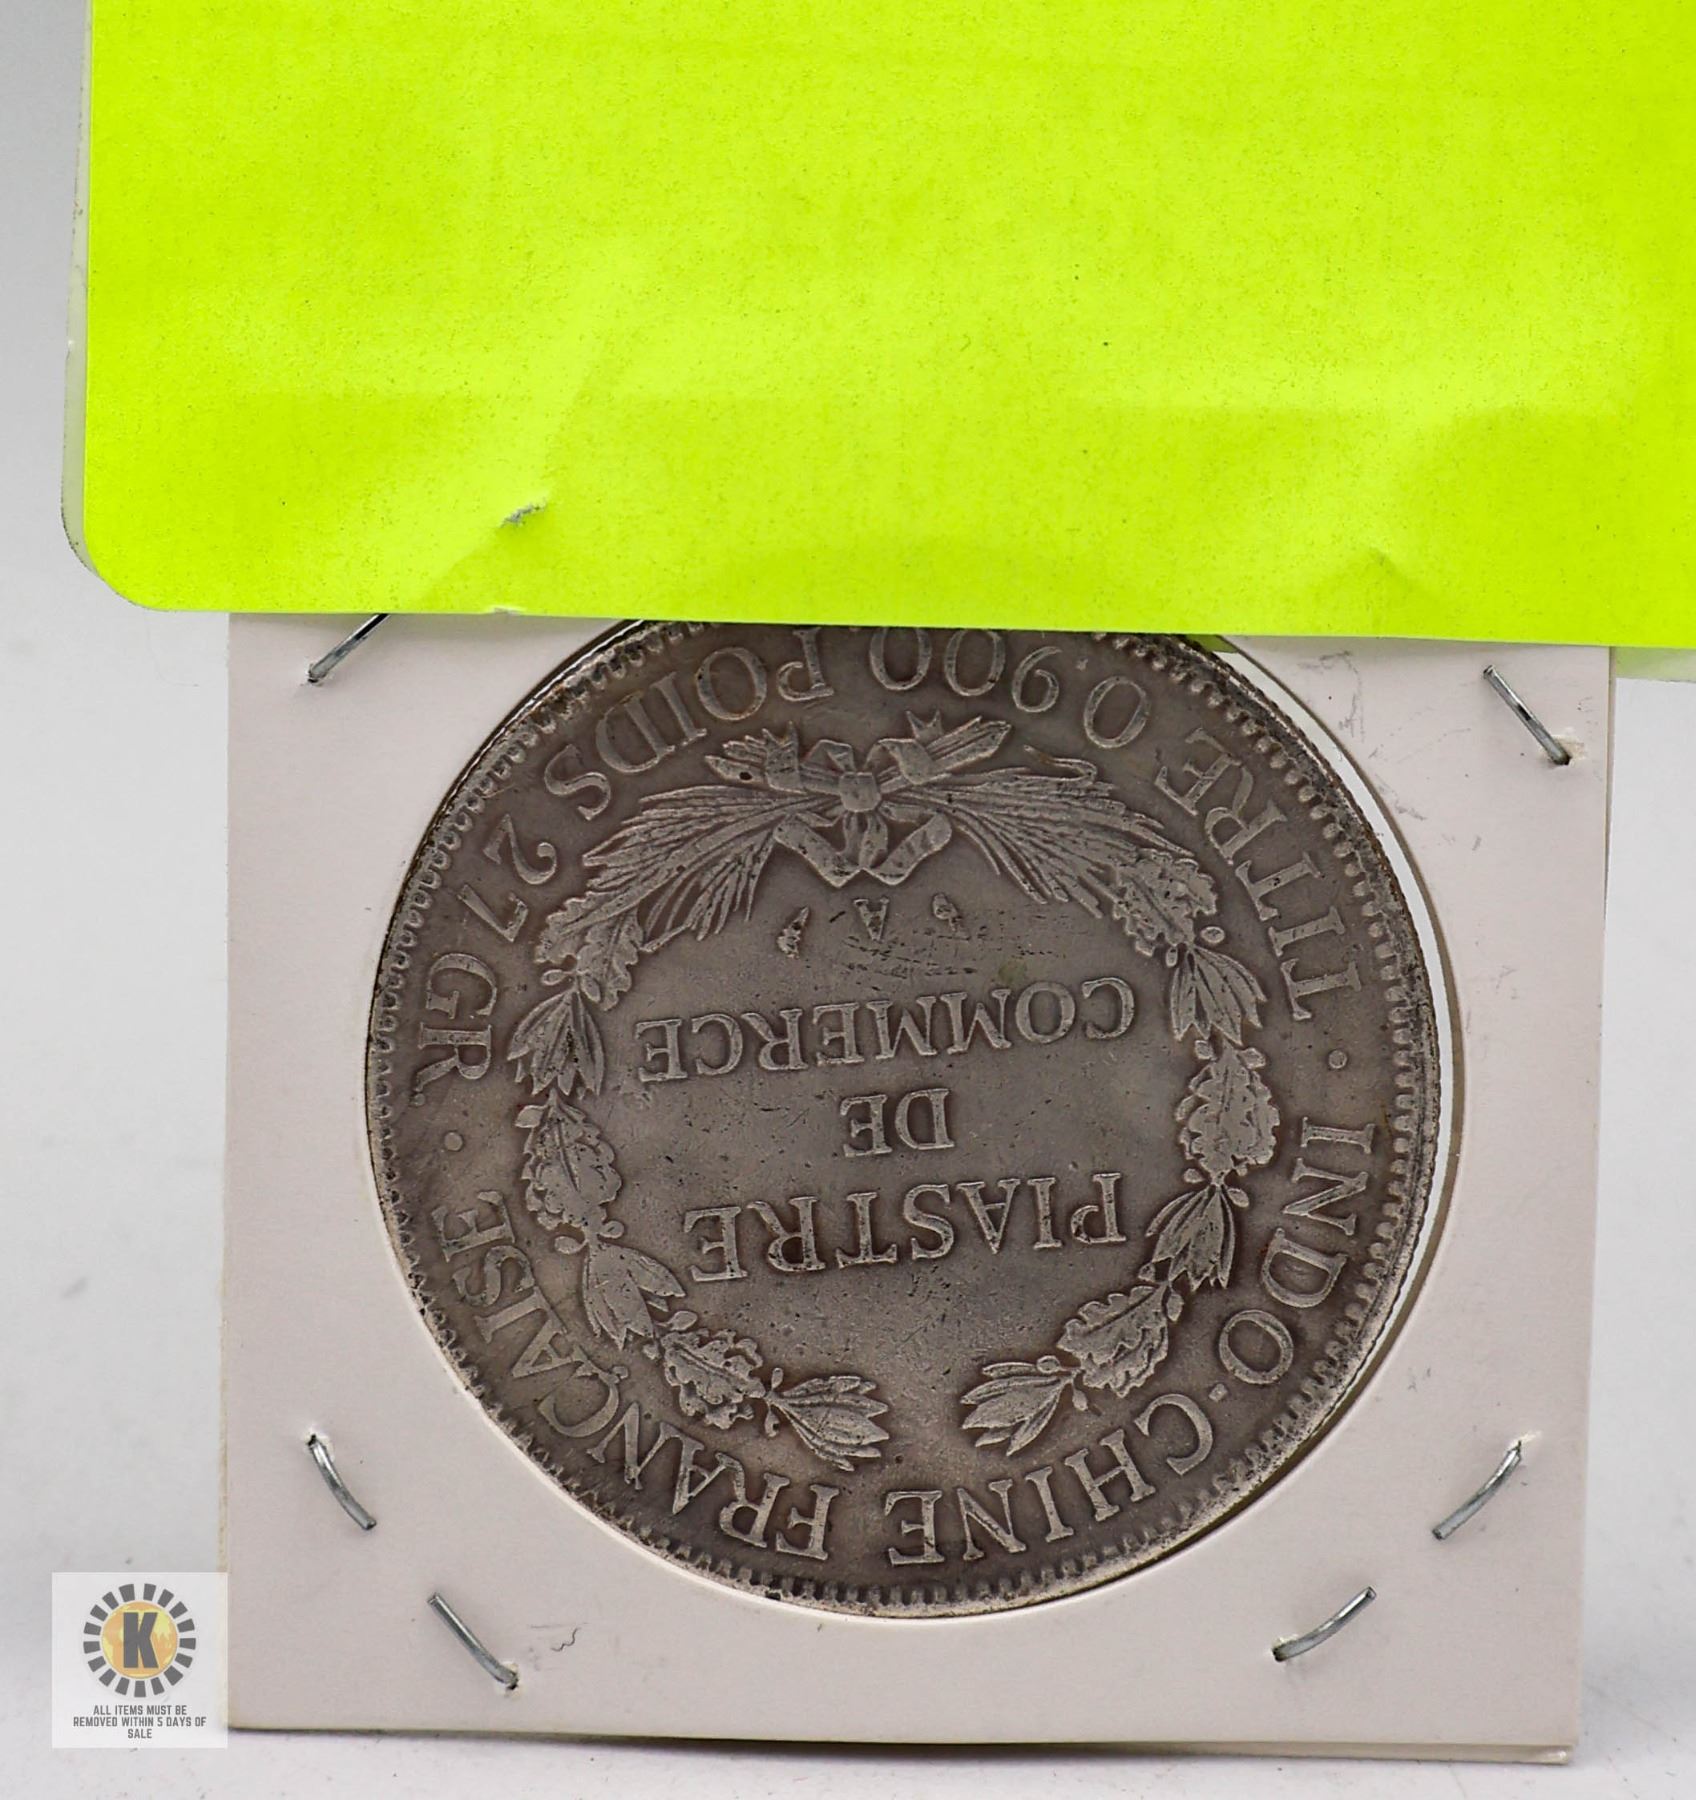 INDO-CHINE FRANÇAISE
PIASTRE
DE
COMMERCE
A
TITRE 0.900. POIDS 27 GR.
K
ALL ITEMS MUST BE
REMOVED WITHIN 5 DAYS OF
SALE